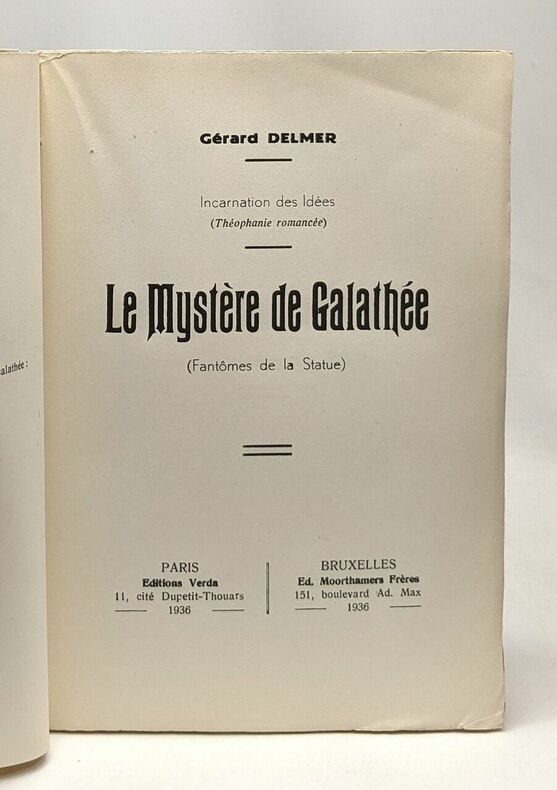 alathée :
Gérard DELMER
Incarnation des Idées
(Théophanie romancée)
Le Mystère de Galathée
(Fantômes de la Statue)
PARIS
Editions Verda
11, cité Dupetit-Thouars
1936
BRUXELLES
Ed. Moorthamers Frères
151, boulevard Ad. Max
1936